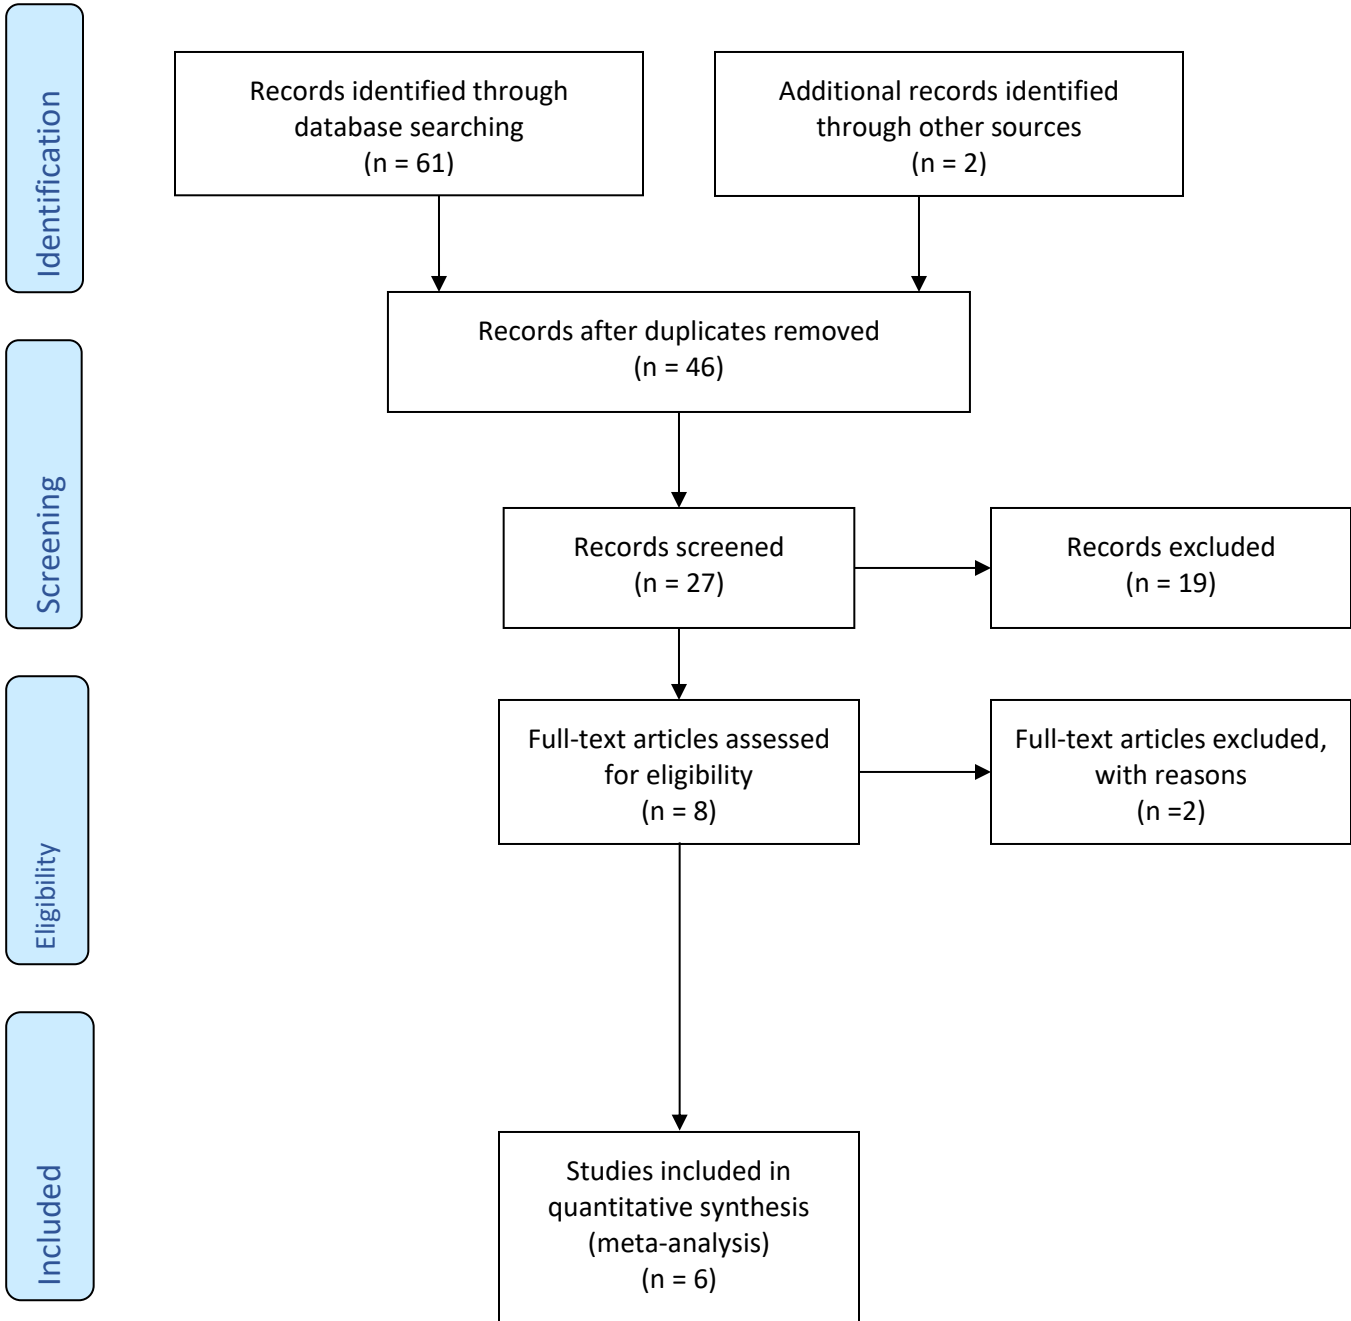 Identification
Records identified through
database searching
(n = 61)
Additional records identified
through other sources
(n = 2)
Records after duplicates removed
(n = 46)
Screening
Records screened
(n = 27)
Records excluded
(n = 19)
Eligibility
Full-text articles assessed
for eligibility
(n = 8)
Full-text articles excluded,
with reasons
(n =2)
Included
Studies included in
quantitative synthesis
(meta-analysis)
(n = 6)